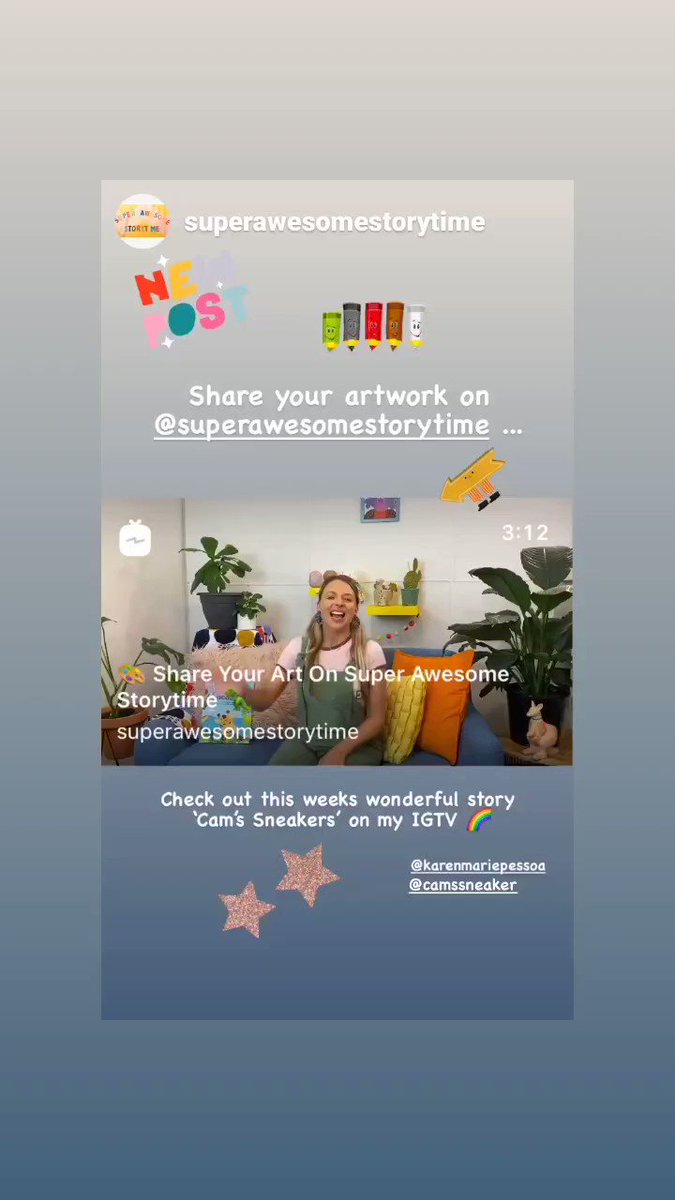 SUPER AWESOME
STORYTIME
superawesomestorytime
NEW
POST
Share your artwork on
@superawesomestorytime ...
3:12
🎨 Share Your Art On Super Awesome
Storytime
superawesomestorytime
Check out this weeks wonderful story
‘Cam’s Sneakers’ on my IGTV 🌈
@karenmariepessoa
@camssneaker